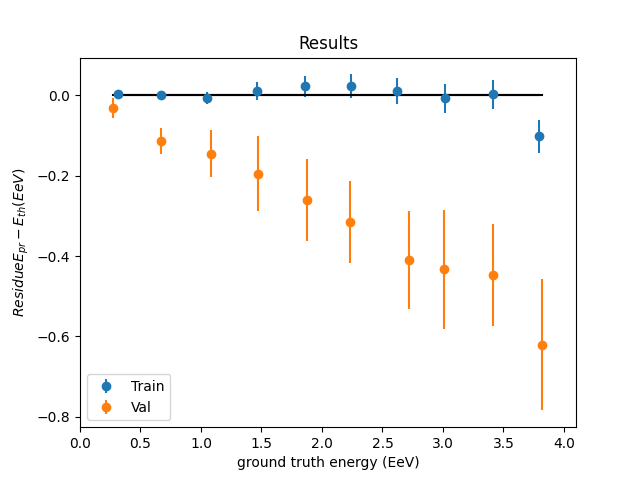 Results
0.0
−0.2
−0.4
−0.6
−0.8
ResidueE_{pr} − E_{th}(EeV)
Train
Val
0.0 0.5 1.0 1.5 2.0 2.5 3.0 3.5 4.0
ground truth energy (EeV)